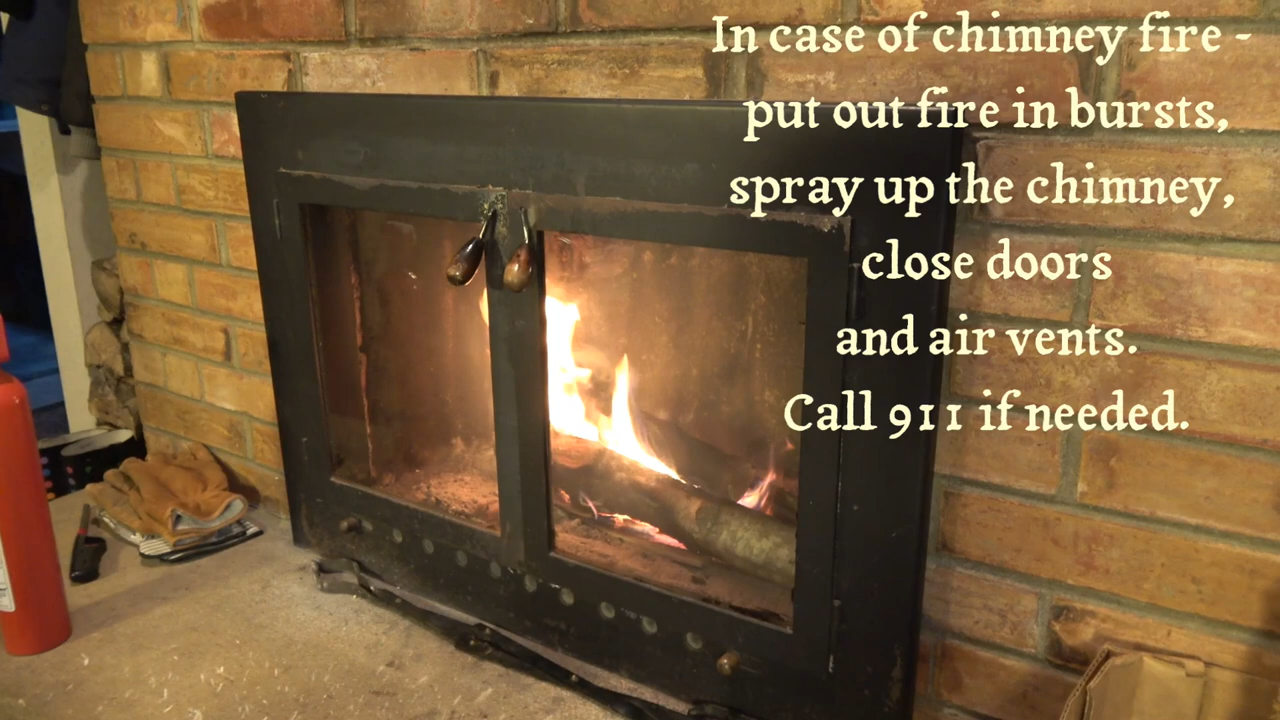 In case of chimney fire -
put out fire in bursts,
spray up the chimney,
close doors
and air vents.
Call 911 if needed.